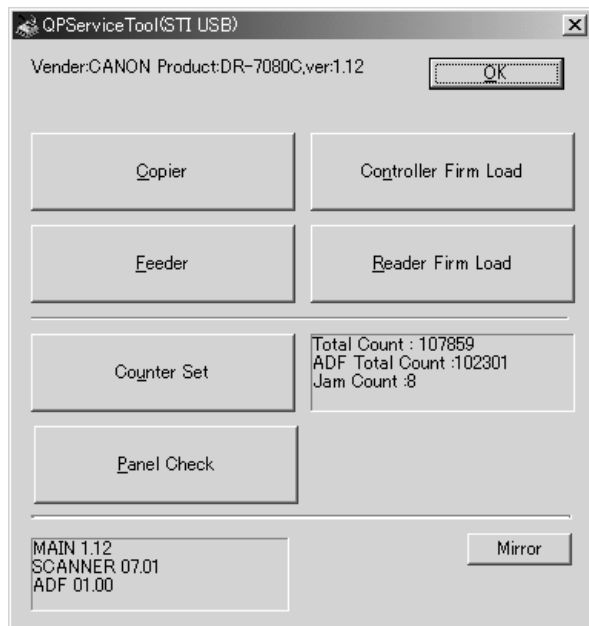 QPServiceTool(STI USB)
Vender:CANON Product:DR-7080C,ver:1.12
OK
Copier
Controller Firm Load
Feeder
Reader Firm Load
Counter Set
Total Count : 107859
ADF Total Count :102301
Jam Count :8
Panel Check
MAIN 1.12
SCANNER 07.01
ADF 01.00
Mirror